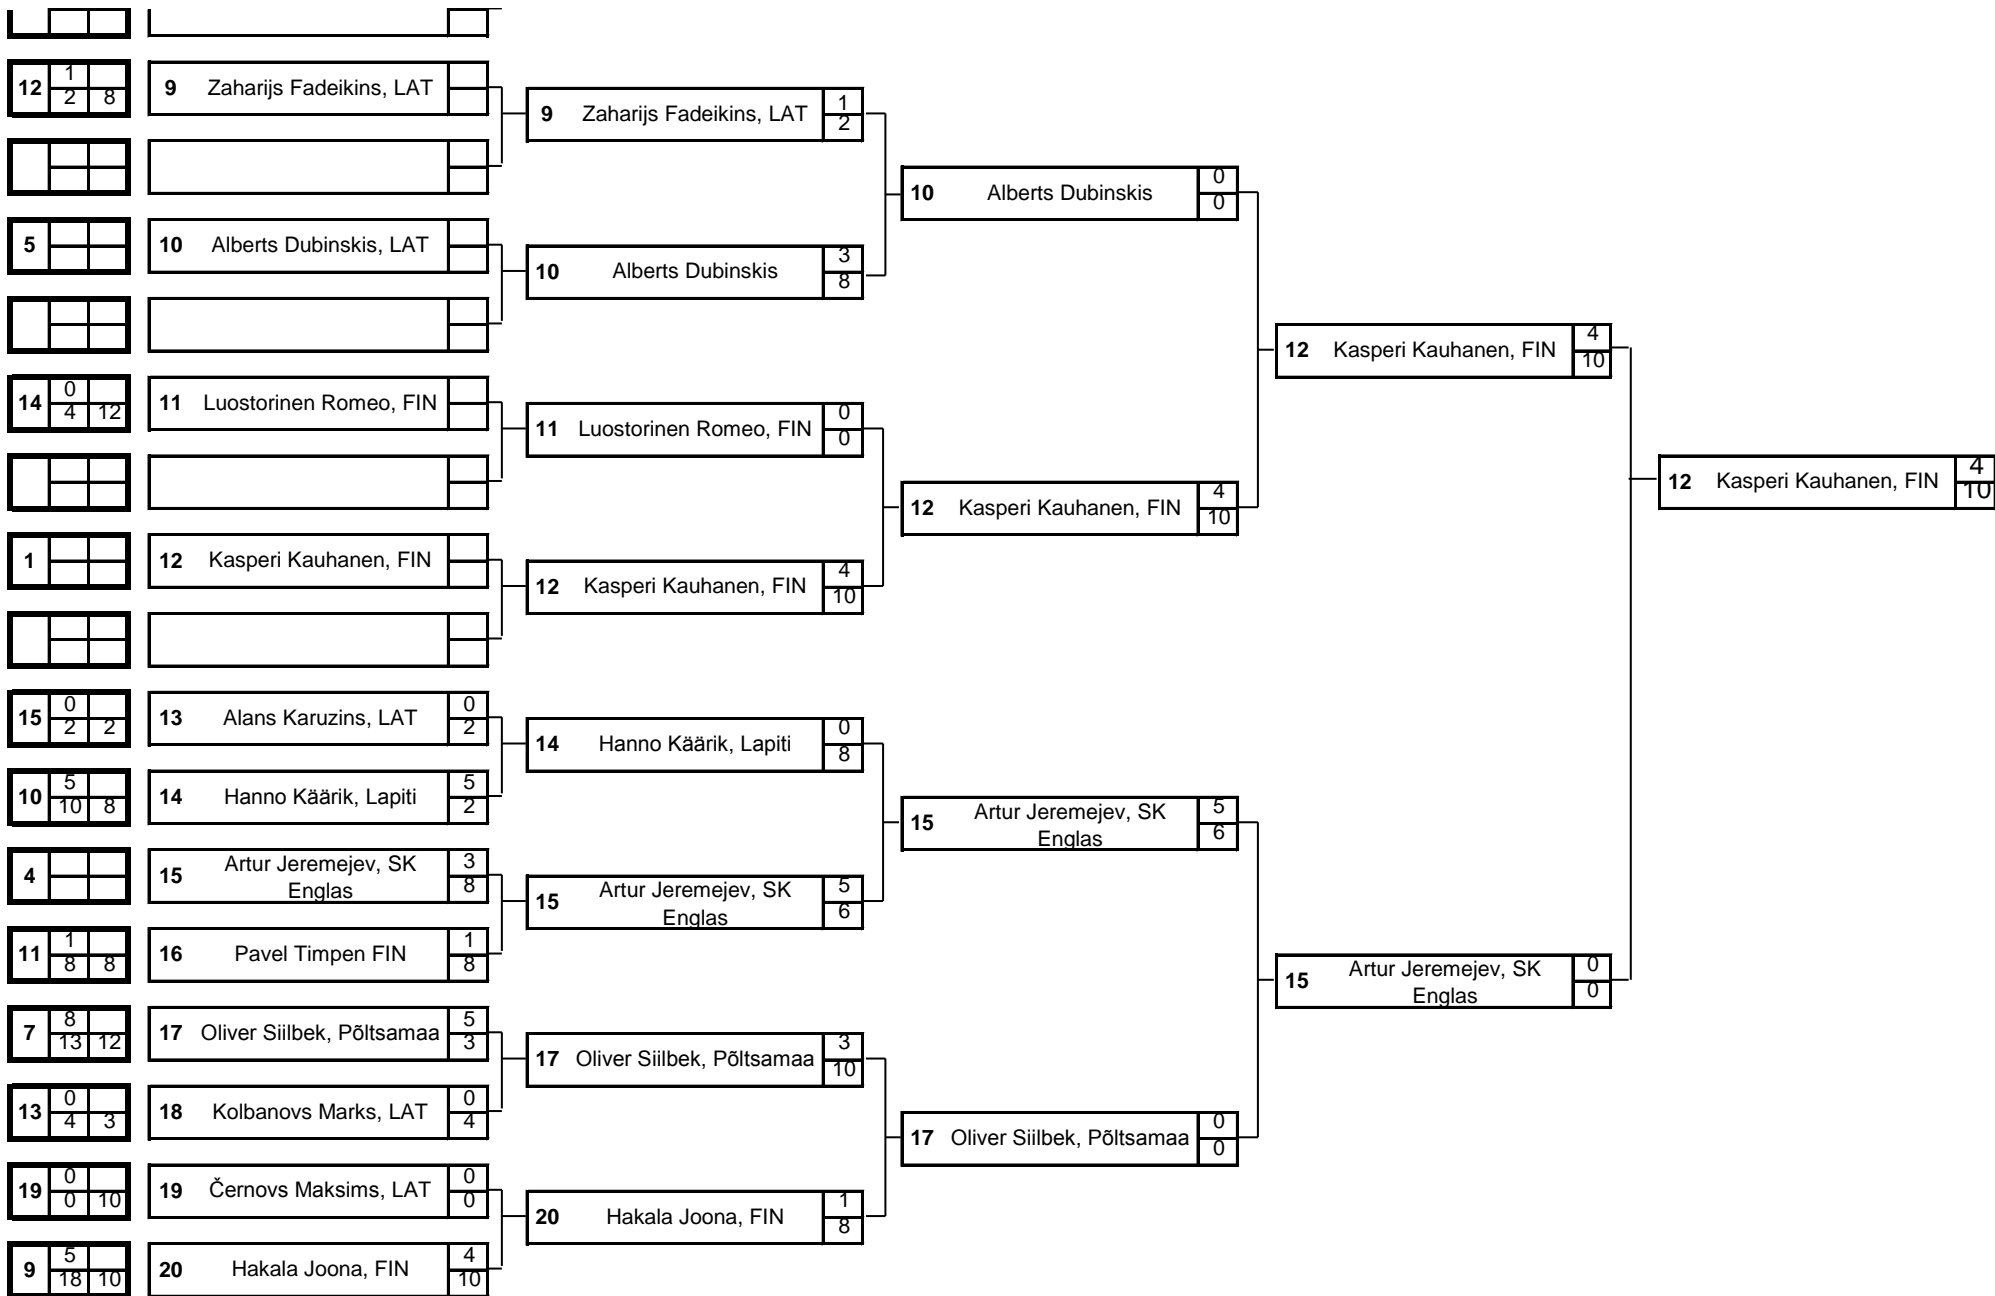 12 1 2 8 9 Zaharijs Fadeikins, LAT
9 Zaharijs Fadeikins, LAT 1 2
10 Alberts Dubinskis 0 0
5 10 Alberts Dubinskis, LAT
10 Alberts Dubinskis 3 8
12 Kasperi Kauhanen, FIN 4 10
14 0 4 12 11 Luostorinen Romeo, FIN
11 Luostorinen Romeo, FIN 0 0
12 Kasperi Kauhanen, FIN 4 10
12 Kasperi Kauhanen, FIN 4 10
1 12 Kasperi Kauhanen, FIN
12 Kasperi Kauhanen, FIN 4 10
15 0 2 2 13 Alans Karuzins, LAT 0 2
14 Hanno Käärik, Lapiti 0 8
10 5 10 8 14 Hanno Käärik, Lapiti 5 2
15 Artur Jeremejev, SK 5
Englas 6
4 15 Artur Jeremejev, SK 3
Englas 8
15 Artur Jeremejev, SK 5
Englas 6
11 1 8 8 16 Pavel Timpen FIN 1 8
15 Artur Jeremejev, SK 0
Englas 0
7 8 13 12 17 Oliver Siilbek, Põltsamaa 5 3
17 Oliver Siilbek, Põltsamaa 3 10
13 0 4 3 18 Kolbanovs Marks, LAT 0 4
17 Oliver Siilbek, Põltsamaa 0 0
19 0 0 10 19 Černovs Maksims, LAT 0 0
20 Hakala Joona, FIN 1 8
9 5 18 10 20 Hakala Joona, FIN 4 10